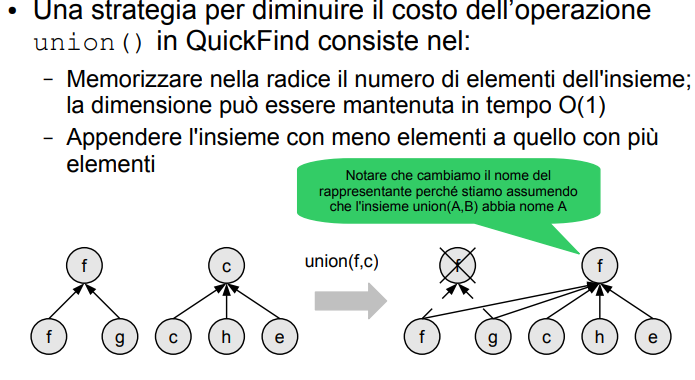 • Una strategia per diminuire il costo dell'operazione
union() in QuickFind consiste nel:
– Memorizzare nella radice il numero di elementi dell'insieme;
la dimensione può essere mantenuta in tempo O(1)
– Appendere l'insieme con meno elementi a quello con più
elementi
Notare che cambiamo il nome del
rappresentante perché stiamo assumendo
che l'insieme union(A,B) abbia nome A
f c union(f,c) f f
f g c h e f g c h e